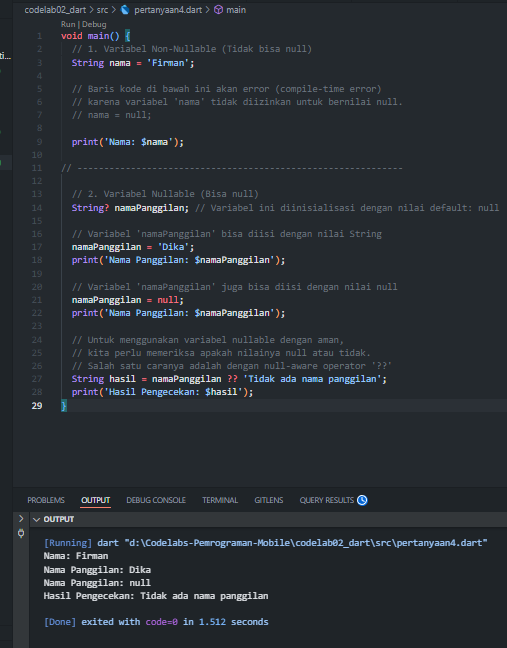 codelab02_dart > src > pertanyaan4.dart > main
Run | Debug
1 void main() {
2 // 1. Variabel Non-Nullable (Tidak bisa null)
3 String nama = 'Firman';
4
5 // Baris kode di bawah ini akan error (compile-time error)
6 // karena variabel 'nama' tidak diizinkan untuk bernilai null.
7 // nama = null;
8
9 print('Nama: $nama');
10
11 // ------------------------------------------------------------
12
13 // 2. Variabel Nullable (Bisa null)
14 String? namaPanggilan; // Variabel ini diinisialisasi dengan nilai default: null
15
16 // Variabel 'namaPanggilan' bisa diisi dengan nilai String
17 namaPanggilan = 'Dika';
18 print('Nama Panggilan: $namaPanggilan');
19
20 // Variabel 'namaPanggilan' juga bisa diisi dengan nilai null
21 namaPanggilan = null;
22 print('Nama Panggilan: $namaPanggilan');
23
24 // Untuk menggunakan variabel nullable dengan aman,
25 // kita perlu memeriksa apakah nilainya null atau tidak.
26 // Salah satu caranya adalah dengan null-aware operator '??'
27 String hasil = namaPanggilan ?? 'Tidak ada nama panggilan';
28 print('Hasil Pengecekan: $hasil');
29 }
PROBLEMS OUTPUT DEBUG CONSOLE TERMINAL GITLENS QUERY RESULTS
OUTPUT
[Running] dart "d:\Codelabs-Pemrograman-Mobile\codelab02_dart\src\pertanyaan4.dart"
Nama: Firman
Nama Panggilan: Dika
Nama Panggilan: null
Hasil Pengecekan: Tidak ada nama panggilan
[Done] exited with code=0 in 1.512 seconds